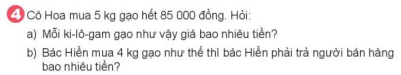 4 Cô Hoa mua 5 kg gạo hết 85 000 đồng. Hỏi:
a) Mỗi ki-lô-gam gạo như vậy giá bao nhiêu tiền?
b) Bác Hiền mua 4 kg gạo như thế thì bác Hiền phải trả người bán hàng
bao nhiêu tiền?